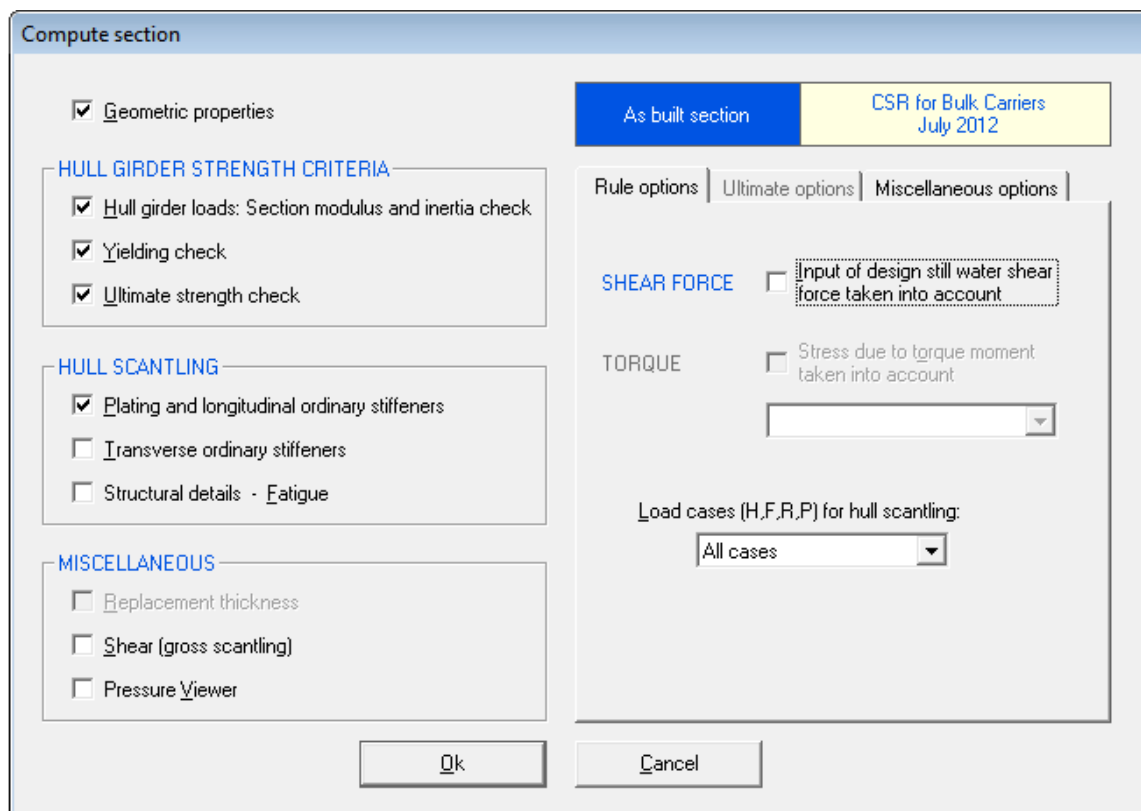 Compute section
Geometric properties
As built section
CSR for Bulk Carriers
July 2012
HULL GIRDER STRENGTH CRITERIA
Hull girder loads: Section modulus and inertia check
Yielding check
Ultimate strength check
HULL SCANTLING
Plating and longitudinal ordinary stiffeners
Transverse ordinary stiffeners
Structural details - Fatigue
MISCELLANEOUS
Replacement thickness
Shear (gross scantling)
Pressure Viewer
Rule options
Ultimate options
Miscellaneous options
SHEAR FORCE
Input of design still water shear
force taken into account
TORQUE
Stress due to torque moment
taken into account
Load cases (H,F,R,P) for hull scantling:
All cases
Ok
Cancel